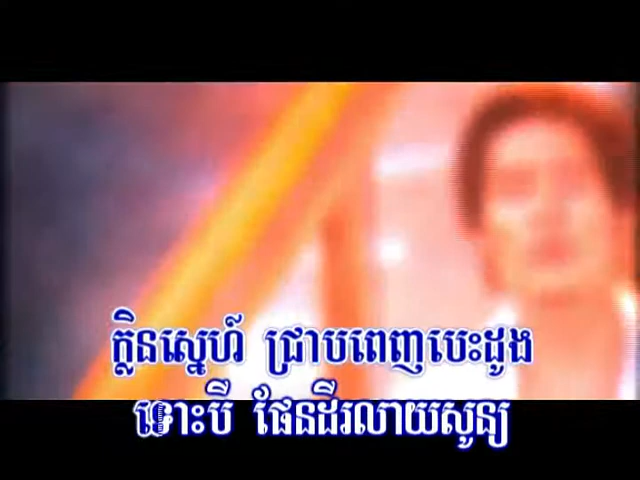 ក្លិនស្នេហ៍ ជ្រាបពេញបេះដូង
ទោះបី ផែនដីរលាយសូន្យ